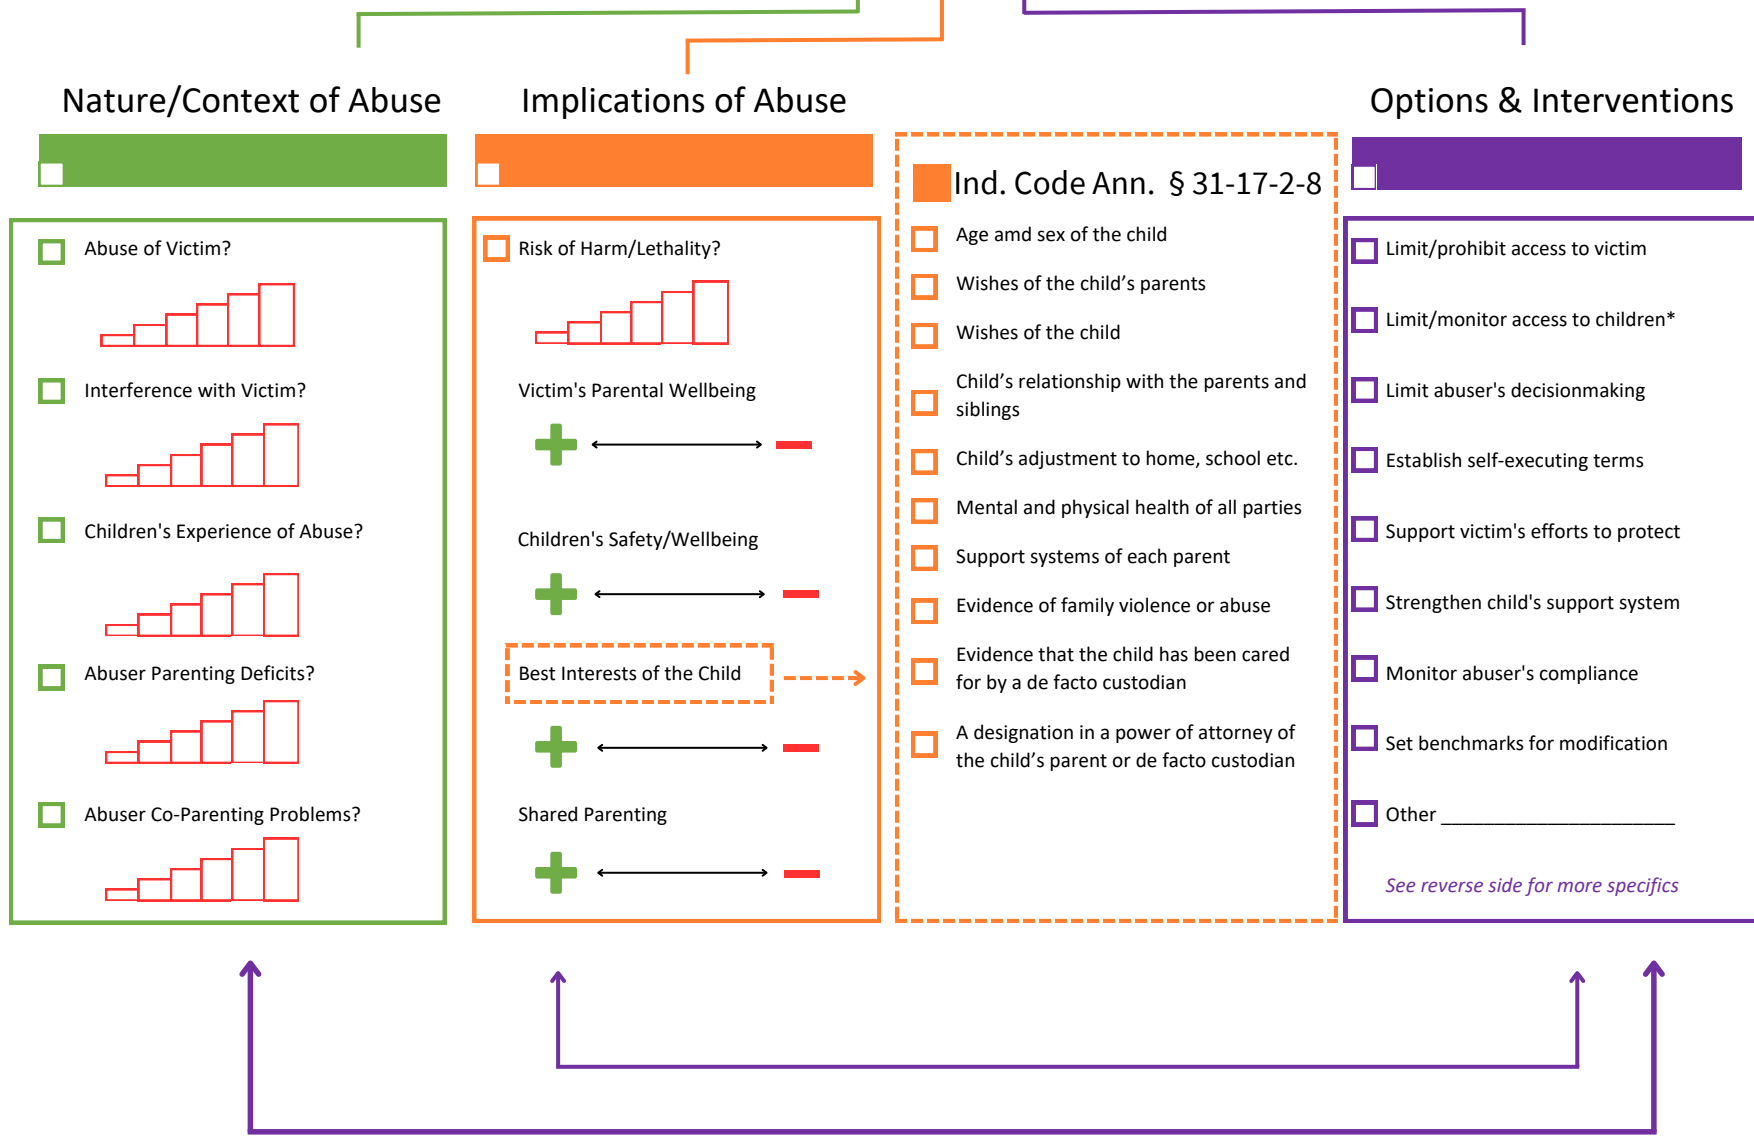 Nature/Context of Abuse
Abuse of Victim?
Interference with Victim?
Children's Experience of Abuse?
Abuser Parenting Deficits?
Abuser Co-Parenting Problems?
Implications of Abuse
Risk of Harm/Lethality?
Victim's Parental Wellbeing
Children's Safety/Wellbeing
Best Interests of the Child
Shared Parenting
Ind. Code Ann. § 31-17-2-8
Age amd sex of the child
Wishes of the child’s parents
Wishes of the child
Child’s relationship with the parents and
siblings
Child’s adjustment to home, school etc.
Mental and physical health of all parties
Support systems of each parent
Evidence of family violence or abuse
Evidence that the child has been cared
for by a de facto custodian
A designation in a power of attorney of
the child’s parent or de facto custodian
Options & Interventions
Limit/prohibit access to victim
Limit/monitor access to children*
Limit abuser's decisionmaking
Establish self-executing terms
Support victim's efforts to protect
Strengthen child's support system
Monitor abuser's compliance
Set benchmarks for modification
Other ______________________
See reverse side for more specifics